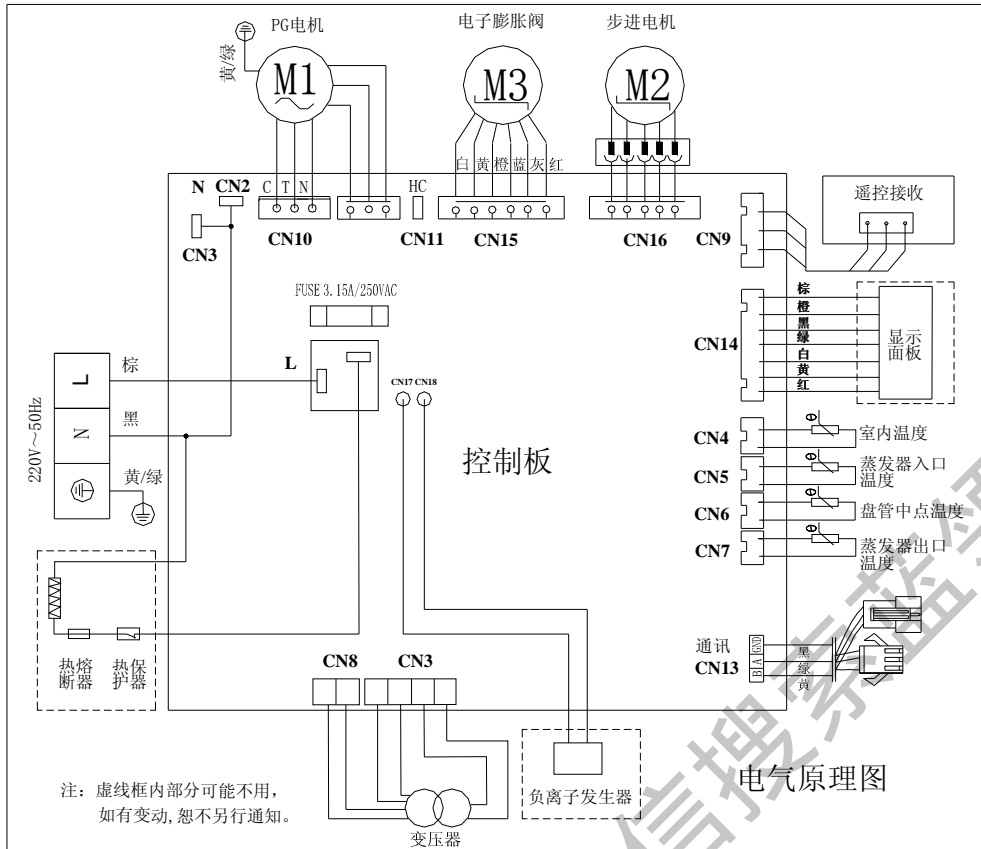 PG电机
电子膨胀阀
步进电机
黄/绿
M1
M3
M2
白 黄 橙 蓝 灰 红
N
CN2
C T N
HC
CN3
CN10
CN11
CN15
CN16
CN9
遥控接收
FUSE 3.15A/250VAC
棕
橙
黑
绿
白
黄
红
CN14
显示
面板
L
棕
L
CN17 CN18
N
黑
220V～50Hz
黄/绿
控制板
CN4
室内温度
CN5
蒸发器入口
温度
CN6
盘管中点温度
CN7
蒸发器出口
温度
热熔
断器
热保
护器
CN8
CN3
通讯
CN13
B A GND
黑
绿
黄
负离子发生器
变压器
电气原理图
注：虚线框内部分可能不用，
如有变动,恕不另行通知。
信搜索蓝领